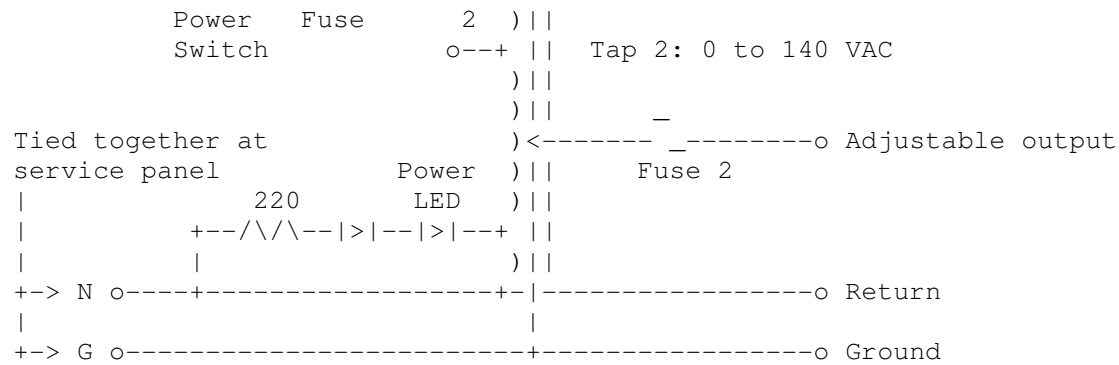 Power   Fuse      2  )||
          Switch           o--+ ||  Tap 2: 0 to 140 VAC
                               )||
                               )||        _
Tied together at               )<------- _--------o Adjustable output
service panel           Power  )||     Fuse 2
|              220       LED   )||
|          +--/\/\--|>|--|>|--+ ||
|          |                   )||
+-> N o----+------------------+-|-----------------o Return
|                               |
+-> G o-------------------------+-----------------o Ground